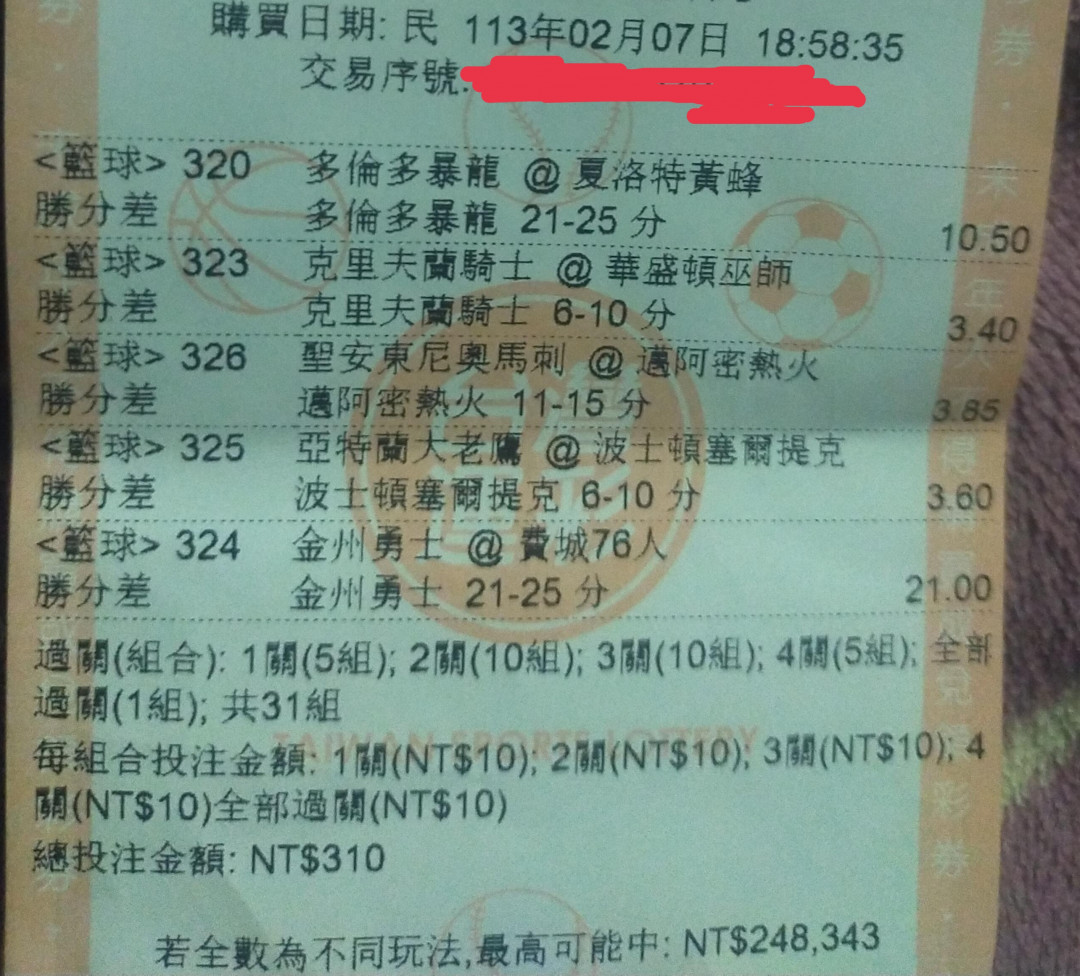 購買日期: 民 113年02月07日 18:58:35
交易序號:
<籃球> 320 多倫多暴龍 @ 夏洛特黃蜂
勝分差 多倫多暴龍 21-25 分 10.50
<籃球> 323 克里夫蘭騎士 @ 華盛頓巫師
勝分差 克里夫蘭騎士 6-10 分 3.40
<籃球> 326 聖安東尼奧馬刺 @ 邁阿密熱火
勝分差 邁阿密熱火 11-15 分 3.85
<籃球> 325 亞特蘭大老鷹 @ 波士頓塞爾提克
勝分差 波士頓塞爾提克 6-10 分 3.60
<籃球> 324 金州勇士 @ 費城76人
勝分差 金州勇士 21-25 分 21.00
過關(組合): 1關(5組); 2關(10組); 3關(10組); 4關(5組); 全部
過關(1組); 共31組
TAIWAN SPORTS LOTTERY
每組合投注金額: 1關(NT$10); 2關(NT$10); 3關(NT$10); 4
關(NT$10)全部過關(NT$10)
總投注金額: NT$310
若全數為不同玩法,最高可能中: NT$248,343